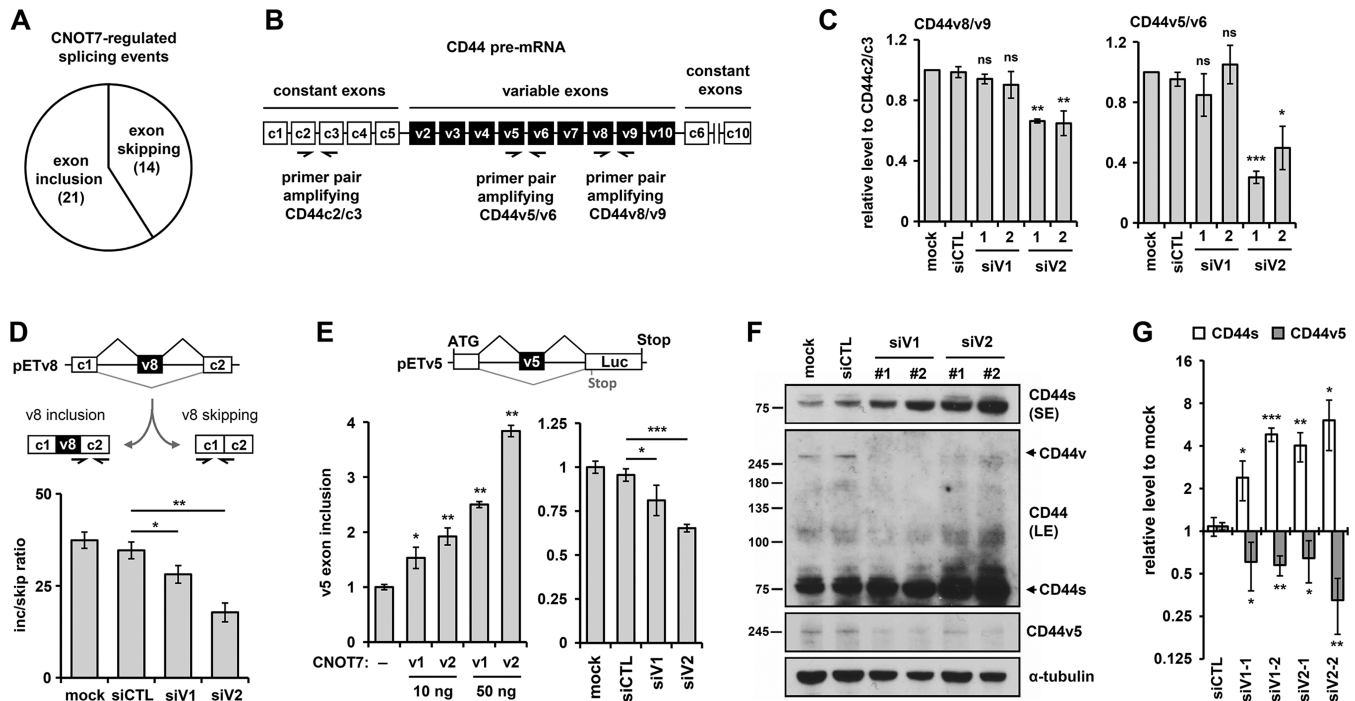 A
CNOT7-regulated
splicing events
exon
skipping
(14)
exon
inclusion
(21)
B
CD44 pre-mRNA
constant exons
variable exons
constant
exons
c1 c2 c3 c4 c5 v2 v3 v4 v5 v6 v7 v8 v9 v10 c6 c10
primer pair
amplifying
CD44c2/c3
primer pair
amplifying
CD44v5/v6
primer pair
amplifying
CD44v8/v9
C
CD44v8/v9
relative level to CD44c2/c3
1.2
0.8
0.4
0
ns ns ** **
mock siCTL 1 2 1 2
siV1 siV2
CD44v5/v6
1.2
0.8
0.4
0
ns ns *** *
mock siCTL 1 2 1 2
siV1 siV2
D
pETv8
c1 v8 c2
v8 inclusion
v8 skipping
c1 v8 c2
c1 c2
inc/skip ratio
50
25
0
**
*
mock siCTL siV1 siV2
E
ATG
Stop
pETv5
v5
Luc
Stop
v5 exon inclusion
4
3
2
1
0
* ** ** **
CNOT7: – v1 v2 v1 v2
10 ng 50 ng
1.25
1
0.75
0.5
0.25
0
***
*
mock siCTL siV1 siV2
F
mock siCTL siV1 siV2
#1 #2 #1 #2
75
CD44s
(SE)
245
180
135
100
75
CD44v
CD44
(LE)
CD44s
245
CD44v5
α-tubulin
G
CD44s CD44v5
relative level to mock
16
8
4
2
1
0.5
0.25
0.125
* *** ** *
* ** * **
siCTL siV1-1 siV1-2 siV2-1 siV2-2